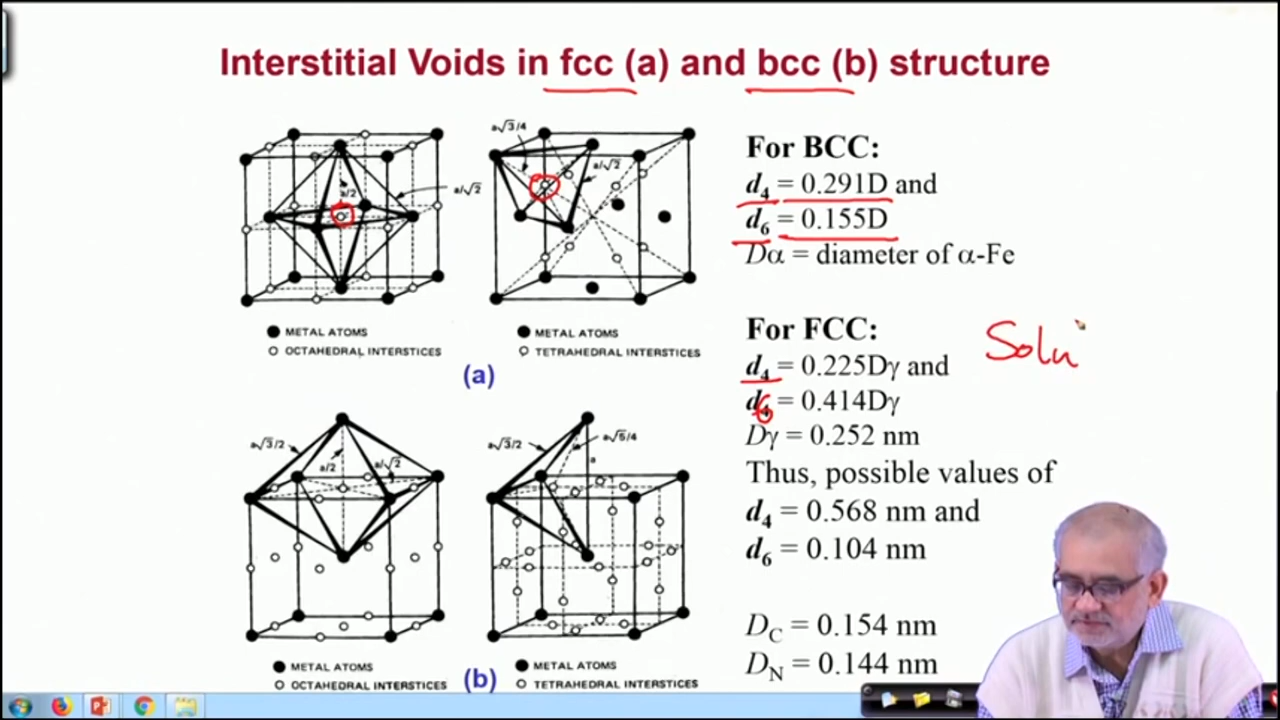 Interstitial Voids in fcc (a) and bcc (b) structure
a√3/4
a/√2
a/2
a/√2
METAL ATOMS
OCTAHEDRAL INTERSTICES
METAL ATOMS
TETRAHEDRAL INTERSTICES
(a)
a√3/2
a/2
a/√2
a√3/2
a√5/4
a
METAL ATOMS
OCTAHEDRAL INTERSTICES
METAL ATOMS
TETRAHEDRAL INTERSTICES
(b)
For BCC:
d4 = 0.291D and
d6 = 0.155D
Dα = diameter of α-Fe
For FCC:
d4 = 0.225Dγ and
d6 = 0.414Dγ
Dγ = 0.252 nm
Thus, possible values of
d4 = 0.568 nm and
d6 = 0.104 nm
DC = 0.154 nm
DN = 0.144 nm
Solu